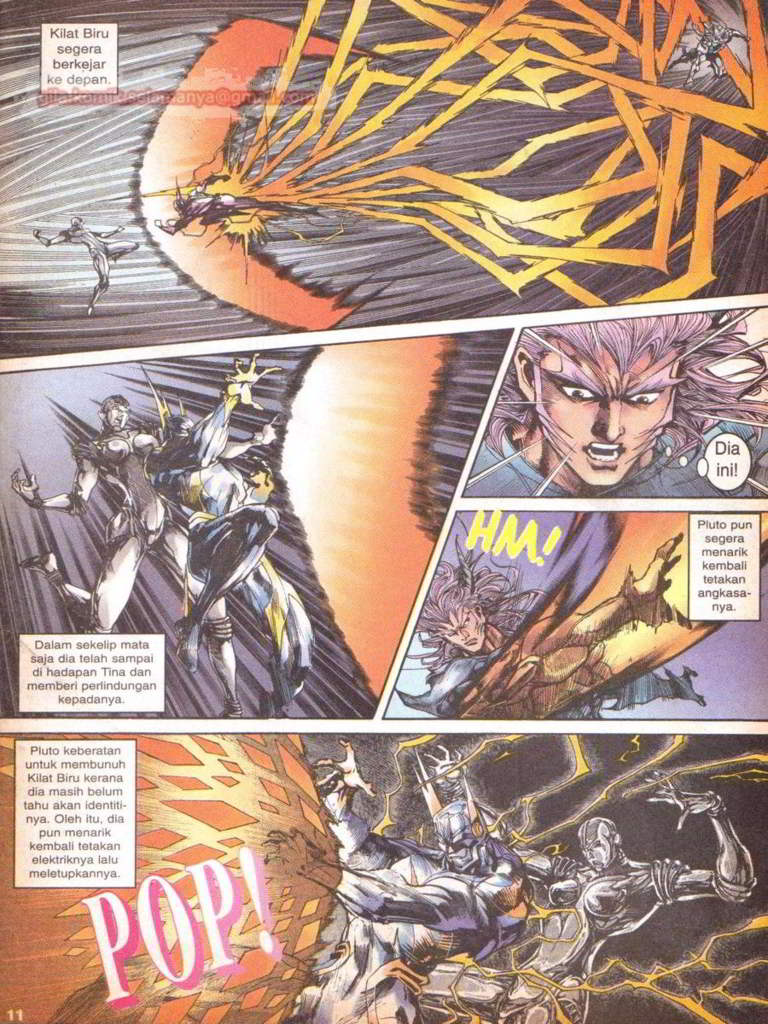 Kilat Biru
segera
berkejar
ke depan.
Dia
ini!
HM!
Pluto pun
segera
menarik
kembali
tetakan
angkasa-
nya.
Dalam sekelip mata
saja dia telah sampai
di hadapan Tina dan
memberi perlindungan
kepadanya.
Pluto keberatan
untuk membunuh
Kilat Biru kerana
dia masih belum
tahu akan identiti-
nya. Oleh itu, dia
pun menarik
kembali tetakan
elektriknya lalu
meletupkannya.
POP!
11